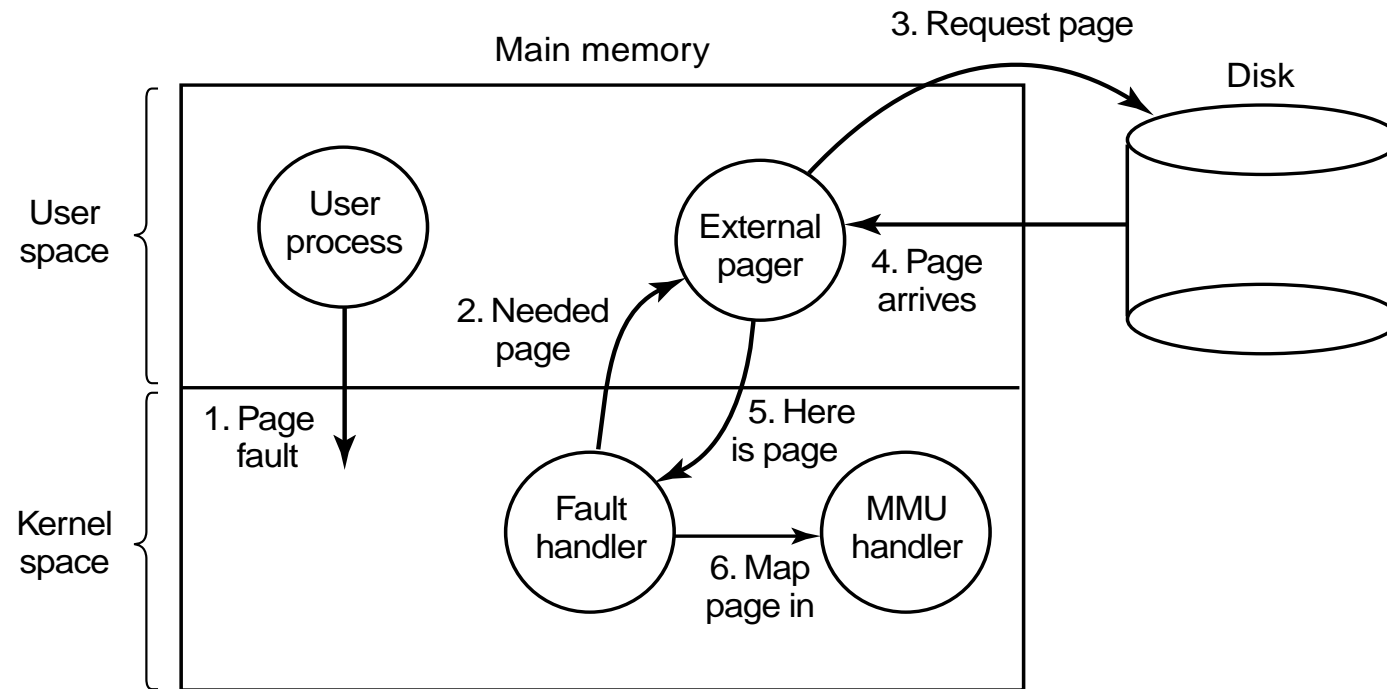 3. Request page
Main memory
Disk
User
space
User
process
External
pager
2. Needed
page
4. Page
arrives
1. Page
fault
5. Here
is page
Kernel
space
Fault
handler
MMU
handler
6. Map
page in